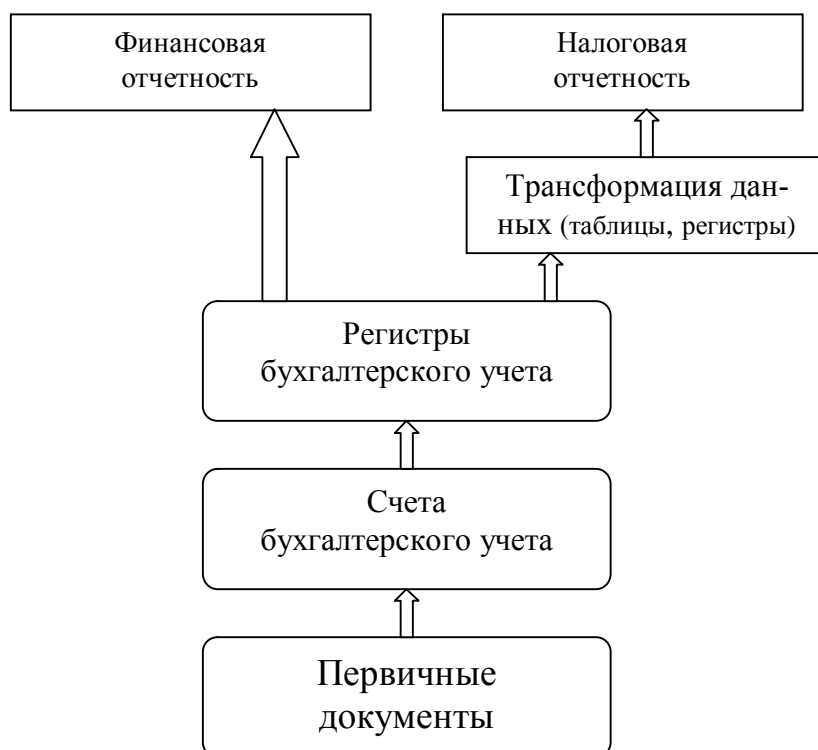 Финансовая
отчетность
Налоговая
отчетность
Трансформация дан-
ных (таблицы, регистры)
Регистры
бухгалтерского учета
Счета
бухгалтерского учета
Первичные
документы